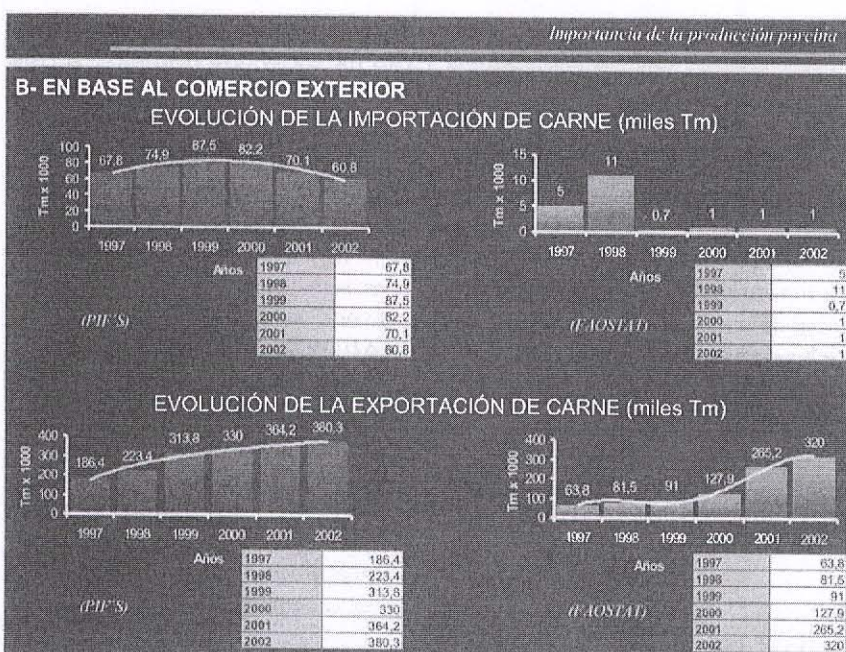 Importancia de la producción porcina
B- EN BASE AL COMERCIO EXTERIOR
EVOLUCIÓN DE LA IMPORTACIÓN DE CARNE (miles Tm)
Tm x 1000
100
80
60
40
20
0
67,8 74,9 87,5 82,2 70,1 60,8
1997 1998 1999 2000 2001 2002
Años
1997 67,8
1998 74,9
1999 87,5
2000 82,2
2001 70,1
2002 60,8
(PIF'S)
Tm x 1000
15
10
5
0
5 11 0,7 1 1 1
1997 1998 1999 2000 2001 2002
Años
1997 5
1998 11
1999 0,7
2000 1
2001 1
2002 1
(FAOSTAT)
EVOLUCIÓN DE LA EXPORTACIÓN DE CARNE (miles Tm)
Tm x 1000
400
300
200
100
0
186,4 223,4 313,8 330 364,2 380,3
1997 1998 1999 2000 2001 2002
Años
1997 186,4
1998 223,4
1999 313,8
2000 330
2001 364,2
2002 380,3
(PIF'S)
Tm x 1000
400
300
200
100
0
63,8 81,5 91 127,9 265,2 320
1997 1998 1999 2000 2001 2002
Años
1997 63,8
1998 81,5
1999 91
2000 127,9
2001 265,2
2002 320
(FAOSTAT)